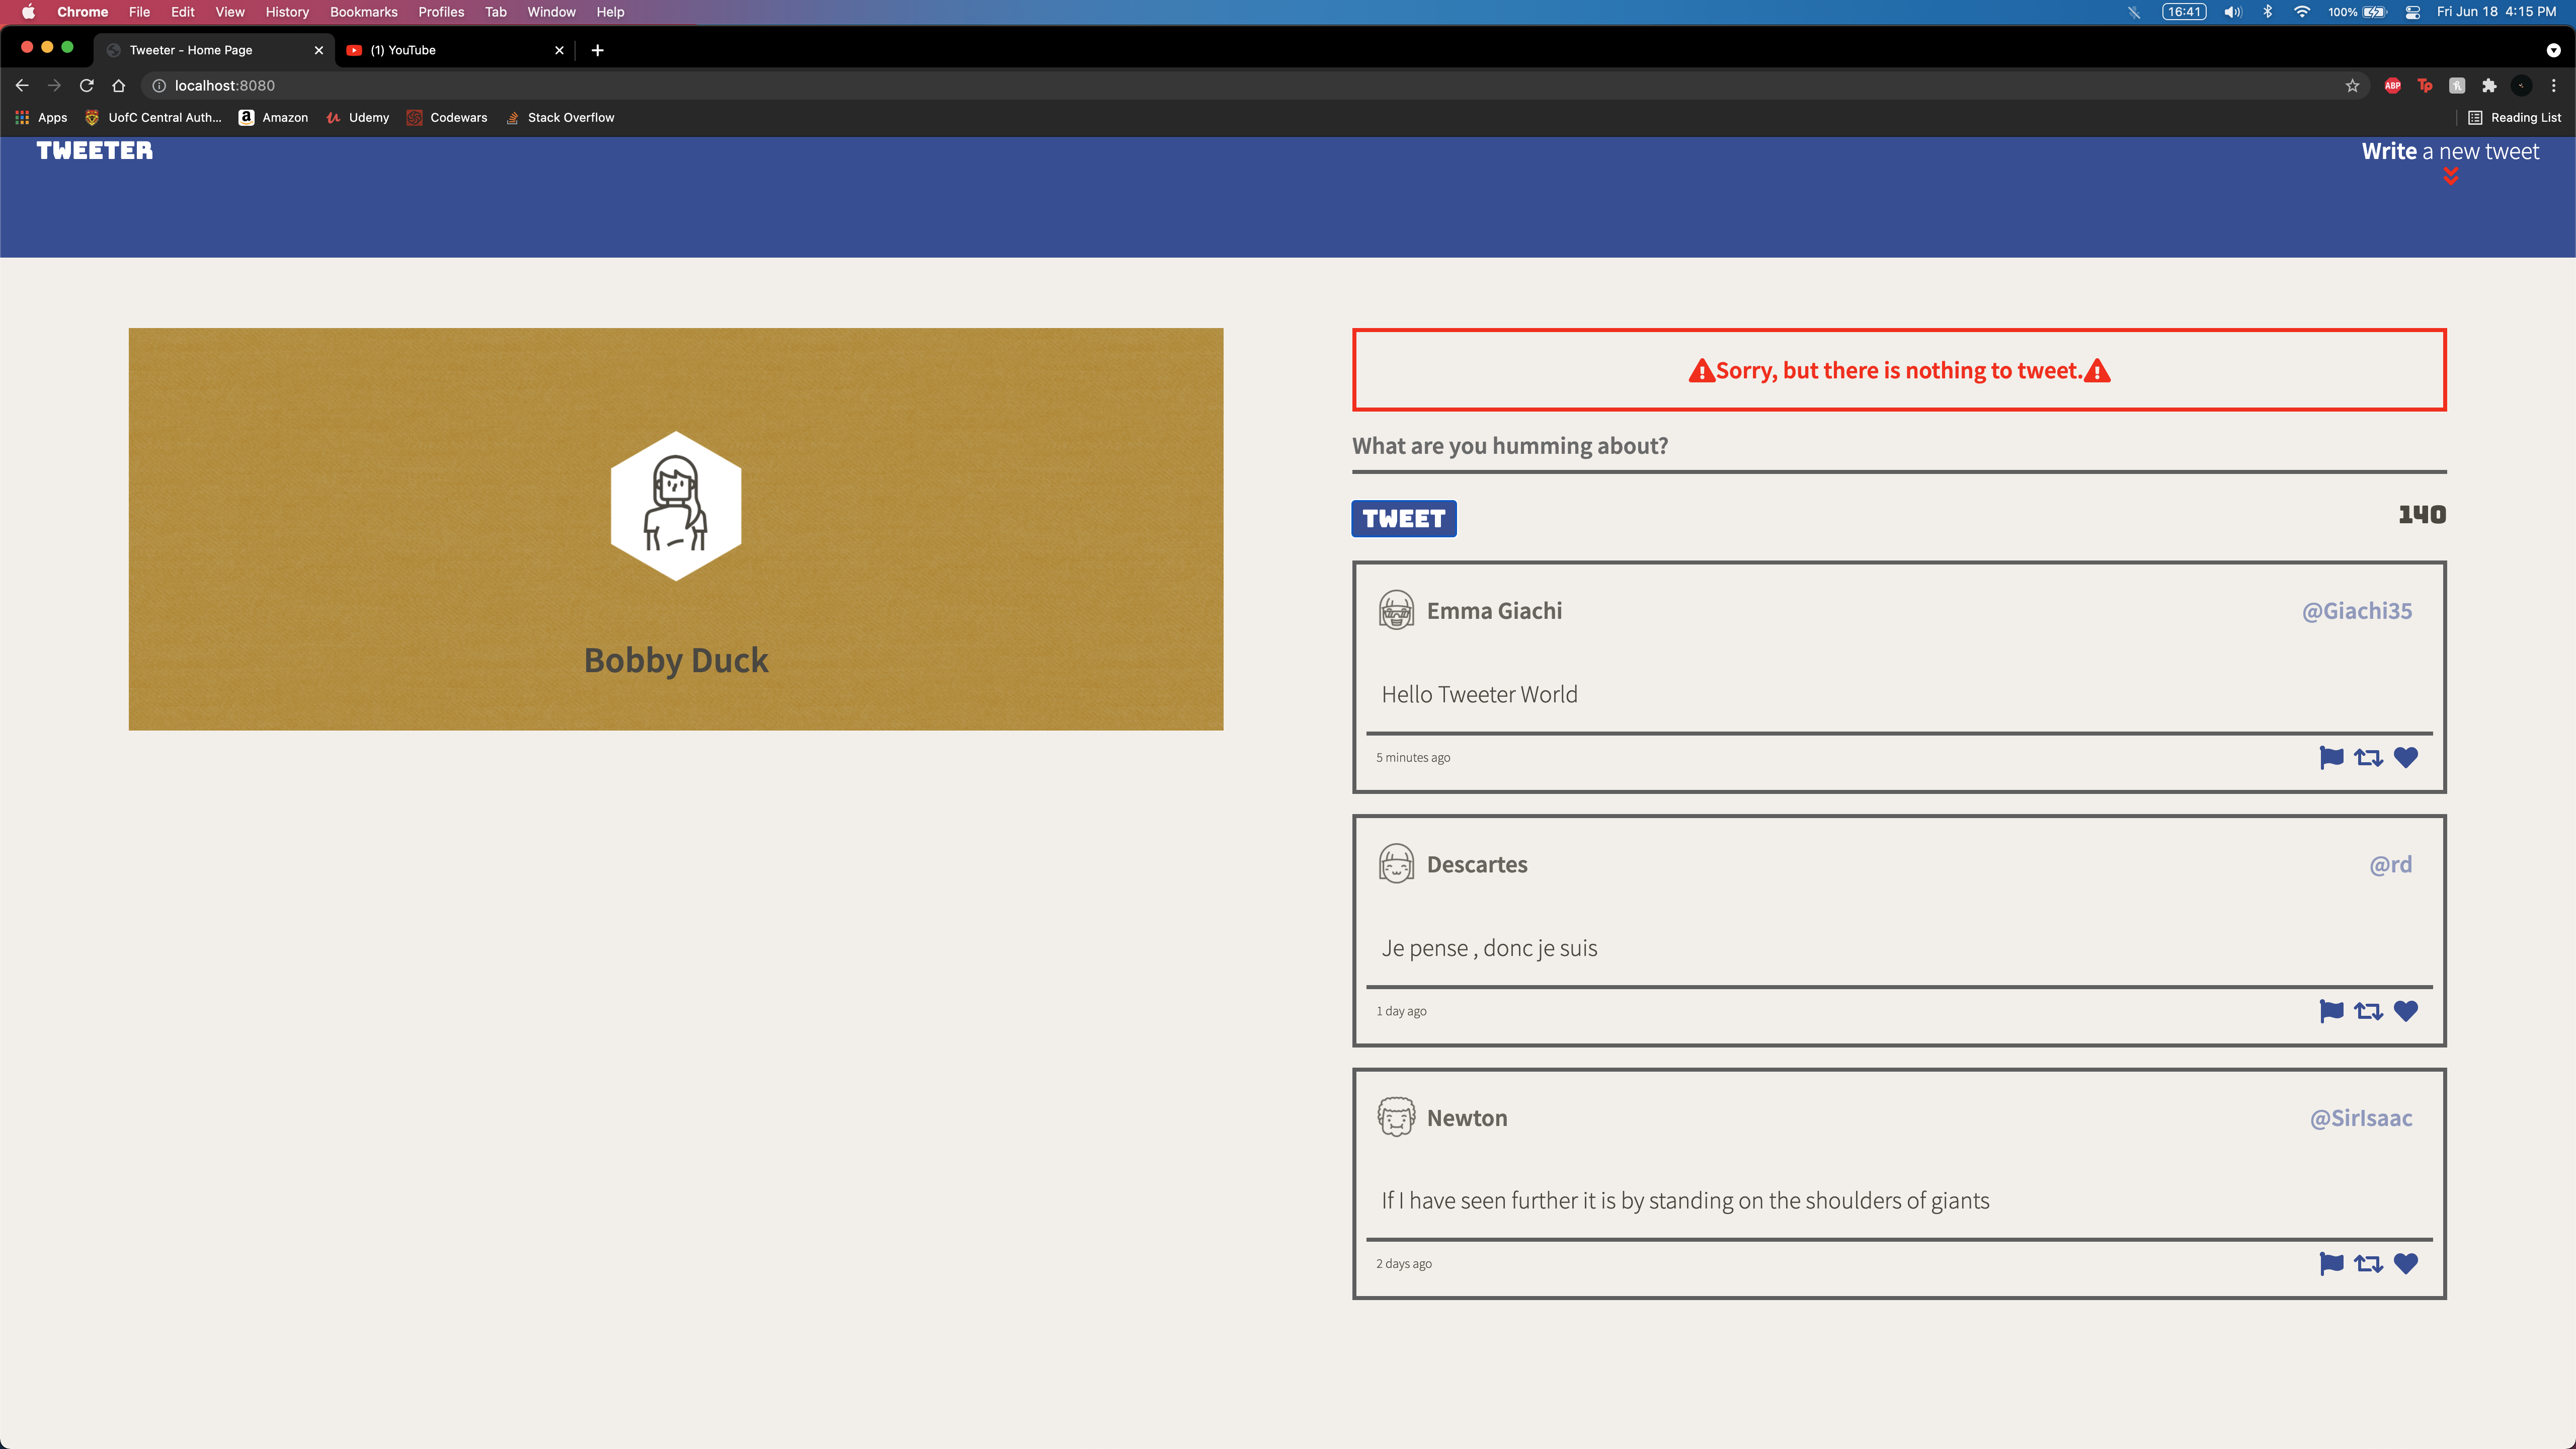 Chrome File Edit View History Bookmarks Profiles Tab Window Help 16:41 100% Fri Jun 18 4:15 PM
Tweeter - Home Page (1) YouTube
localhost:8080 ABP Tp
Apps UofC Central Auth... a Amazon Udemy Codewars Stack Overflow Reading List
TWEETER Write a new tweet
Sorry, but there is nothing to tweet.
What are you humming about?
TWEET 140
Bobby Duck
Emma Giachi @Giachi35
Hello Tweeter World
5 minutes ago
Descartes @rd
Je pense , donc je suis
1 day ago
Newton @SirIsaac
If I have seen further it is by standing on the shoulders of giants
2 days ago